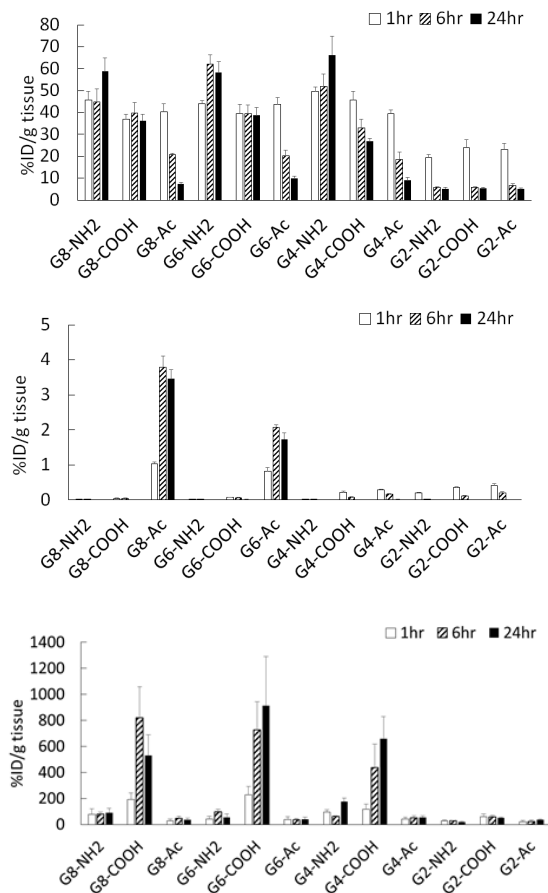 80
70
60
50
40
30
20
10
0
%ID/g tissue
1hr 6hr 24hr
G8-NH2
G8-COOH
G8-Ac
G6-NH2
G6-COOH
G6-Ac
G4-NH2
G4-COOH
G4-Ac
G2-NH2
G2-COOH
G2-Ac
5
4
3
2
1
0
%ID/g tissue
1hr 6hr 24hr
G8-NH2
G8-COOH
G8-Ac
G6-NH2
G6-COOH
G6-Ac
G4-NH2
G4-COOH
G4-Ac
G2-NH2
G2-COOH
G2-Ac
1400
1200
1000
800
600
400
200
0
%ID/g tissue
1hr 6hr 24hr
G8-NH2
G8-COOH
G8-Ac
G6-NH2
G6-COOH
G6-Ac
G4-NH2
G4-COOH
G4-Ac
G2-NH2
G2-COOH
G2-Ac